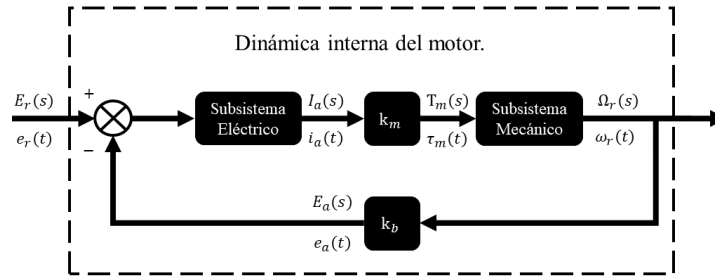 Dinámica interna del motor.
E_r(s)
e_r(t)
+
−
Subsistema
Eléctrico
I_a(s)
i_a(t)
k_m
T_m(s)
τ_m(t)
Subsistema
Mecánico
Ω_r(s)
ω_r(t)
E_a(s)
e_a(t)
k_b